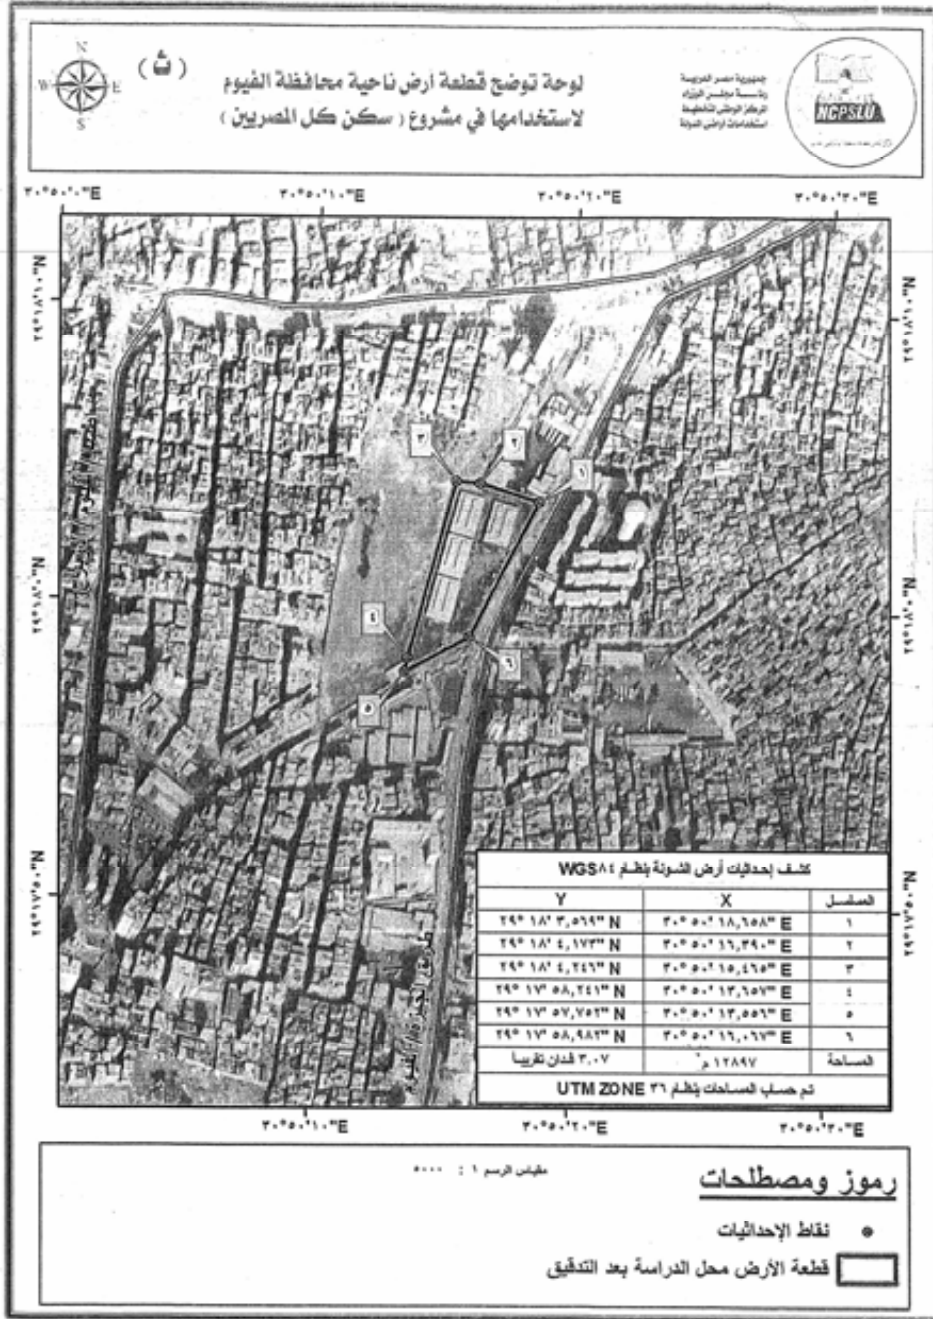 (ث)
لوحة توضح قطعة أرض ناحية محافظة الفيوم
لاستخدامها في مشروع ( سكن كل المصريين )
جمهورية مصر العربية
رئاسة مجلس الوزراء
المركز الوطني لتخطيط
استخدامات أراضي الدولة
NCPSLU
N
W E
S
٣٠°٥٠'٠"E ٣٠°٥٠'١٠"E ٣٠°٥٠'٢٠"E ٣٠°٥٠'٣٠"E
٣
٢
١
٤
٦
٥
كشف إحداثيات أرض الشونة بنظام WGS٨٤
المسلسل X Y
١ ٣٠° ٥٠' ١٨,٦٥٨" E ٢٩° ١٨' ٣,٥٦٩" N
٢ ٣٠° ٥٠' ١٦,٣٩٠" E ٢٩° ١٨' ٤,١٧٣" N
٣ ٣٠° ٥٠' ١٥,٤٦٥" E ٢٩° ١٨' ٤,٢٤٦" N
٤ ٣٠° ٥٠' ١٣,٦٥٧" E ٢٩° ١٧' ٥٨,٢٤١" N
٥ ٣٠° ٥٠' ١٣,٥٥٦" E ٢٩° ١٧' ٥٧,٧٥٢" N
٦ ٣٠° ٥٠' ١٦,٠٦٧" E ٢٩° ١٧' ٥٨,٩٨٢" N
المساحة ١٢٨٩٧ م٢ ٣.٠٧ فدان تقريبا
تم حساب المساحات بنظام UTM ZONE ٣٦
٣٠°٥٠'١٠"E ٣٠°٥٠'٢٠"E ٣٠°٥٠'٣٠"E
مقياس الرسم ١ : ٥٠٠٠
رموز ومصطلحات
نقاط الإحداثيات
قطعة الأرض محل الدراسة بعد التدقيق